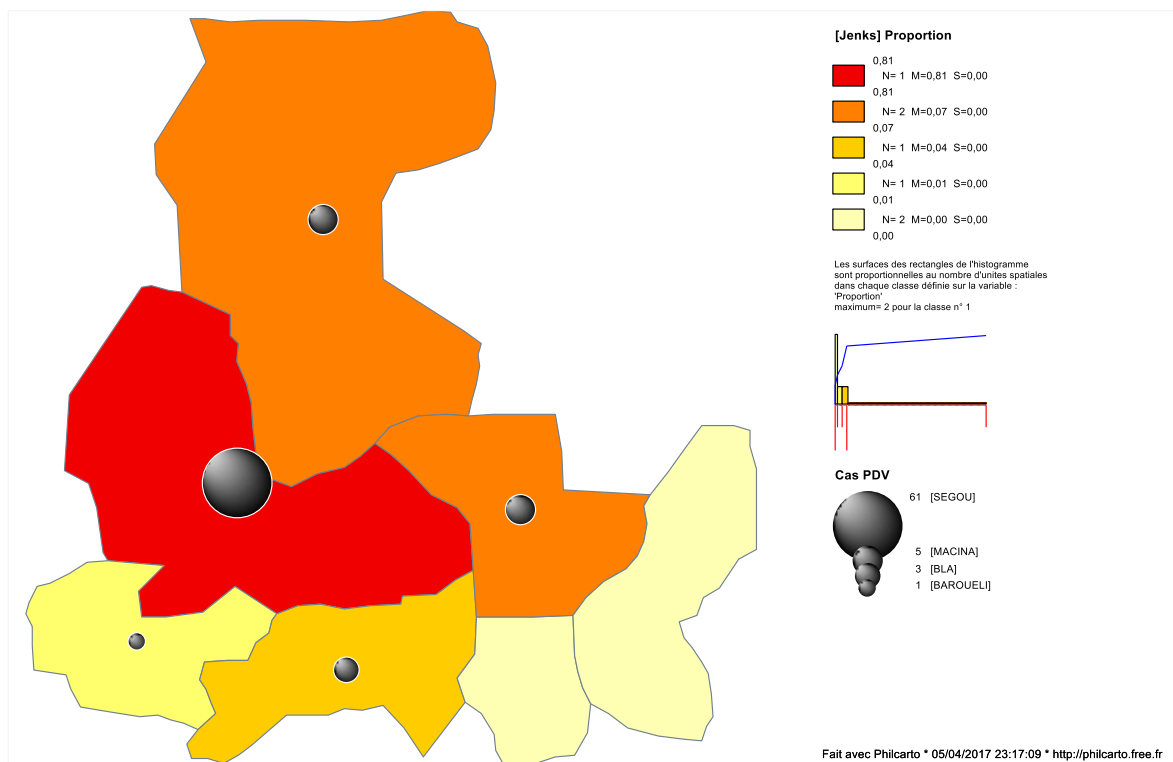 [Jenks] Proportion
0,81
N= 1 M=0,81 S=0,00
0,81
N= 2 M=0,07 S=0,00
0,07
N= 1 M=0,04 S=0,00
0,04
N= 1 M=0,01 S=0,00
0,01
N= 2 M=0,00 S=0,00
0,00
Les surfaces des rectangles de l'histogramme
sont proportionnelles au nombre d'unites spatiales
dans chaque classe définie sur la variable :
'Proportion'
maximum= 2 pour la classe n° 1
Cas PDV
61 [SEGOU]
5 [MACINA]
3 [BLA]
1 [BAROUELI]
Fait avec Philcarto * 05/04/2017 23:17:09 * http://philcarto.free.fr